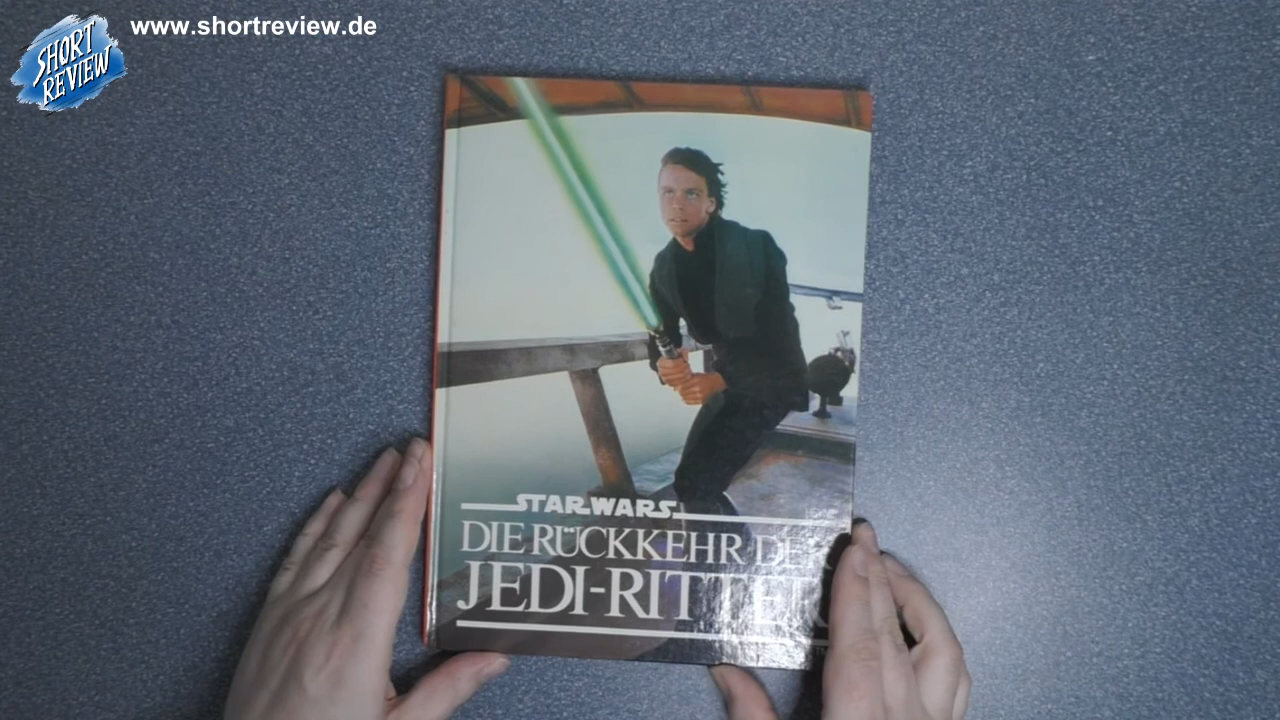 www.shortreview.de
SHORT
REVIEW
STAR WARS
DIE RÜCKKEHR DER
JEDI-RITTER